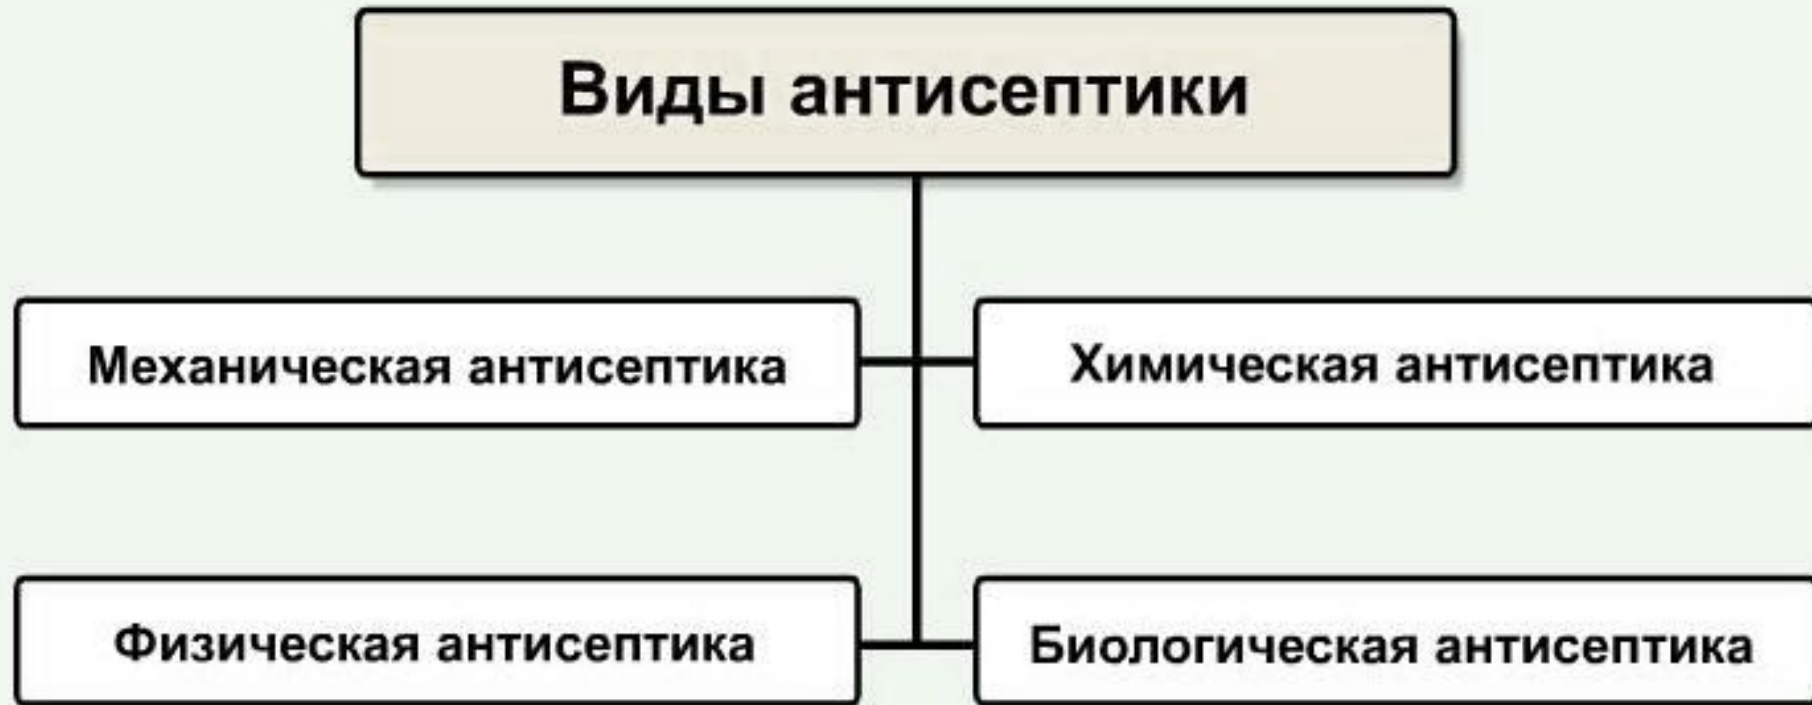 Виды антисептики
Механическая антисептика
Химическая антисептика
Физическая антисептика
Биологическая антисептика